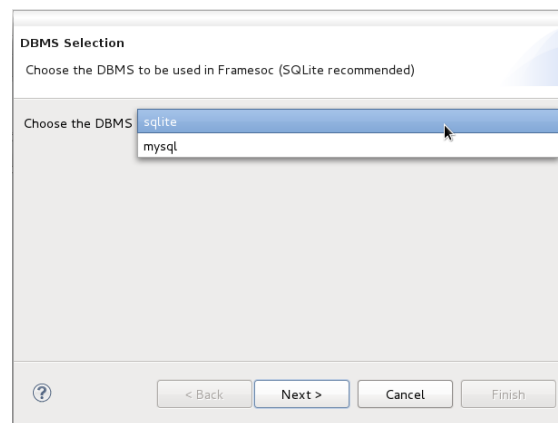 DBMS Selection
Choose the DBMS to be used in Framesoc (SQLite recommended)
Choose the DBMS sqlite
mysql
? < Back Next > Cancel Finish